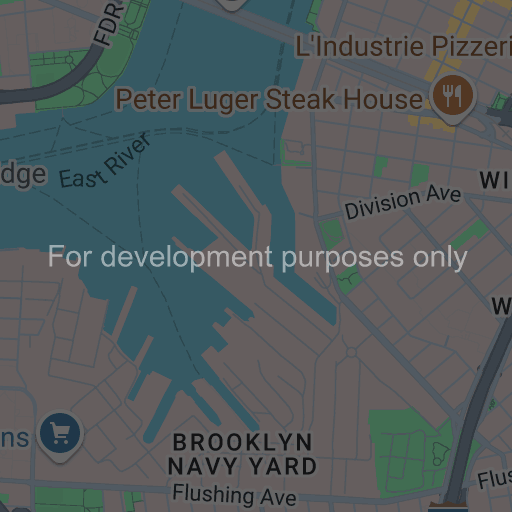 FDR
L'Industrie Pizzeri
Peter Luger Steak House
East River
dge
WI
Division Ave
For development purposes only
W
ns
BROOKLYN
NAVY YARD
Flushing Ave
Flus